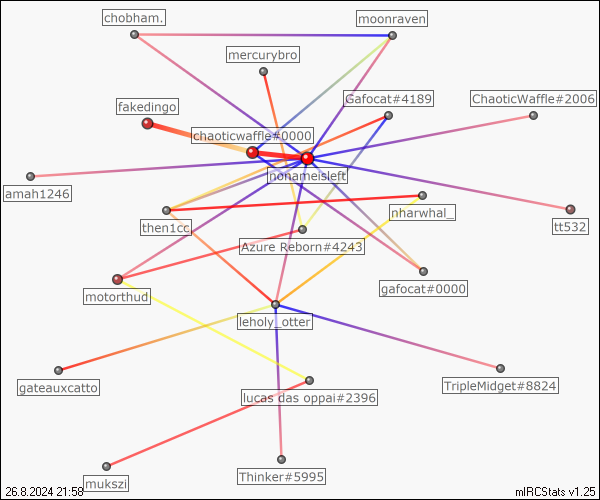 chobham.
moonraven
mercurybro
Gafocat#4189
ChaoticWaffle#2006
fakedingo
chaoticwaffle#0000
nonameisleft
amah1246
nharwhal_
then1cc
tt532
Azure Reborn#4243
gafocat#0000
motorthud
leholy_otter
gateauxcatto
TripleMidget#8824
lucas das oppai#2396
mukszi
Thinker#5995
26.8.2024 21:58
mIRCStats v1.25